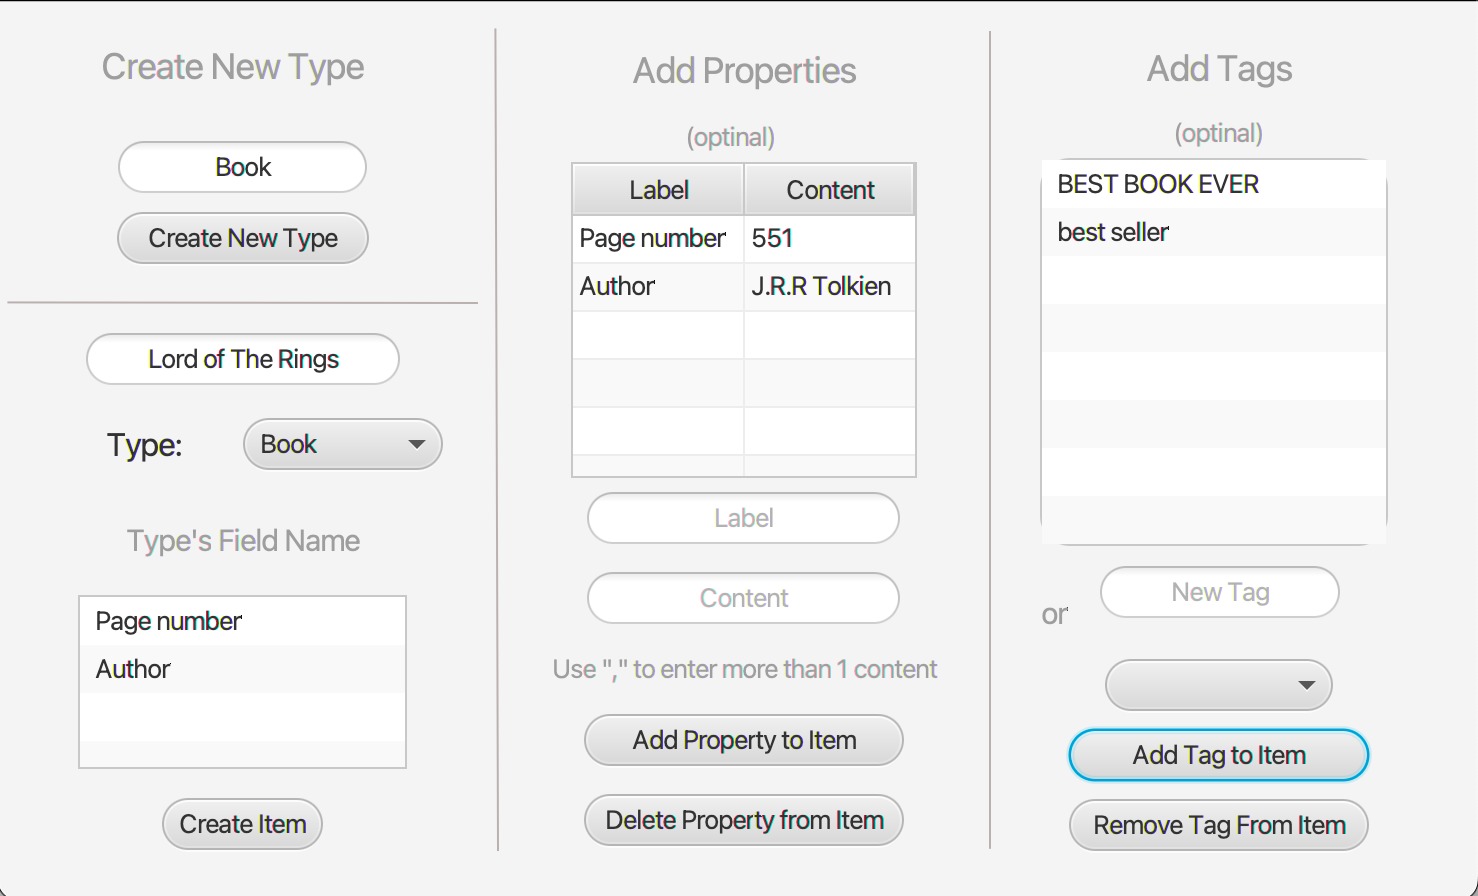 Create New Type
Book
Create New Type
Lord of The Rings
Type: Book
Type's Field Name
Page number
Author
Create Item
Add Properties
(optinal)
Label Content
Page number 551
Author J.R.R Tolkien
Label
Content
Use "," to enter more than 1 content
Add Property to Item
Delete Property from Item
Add Tags
(optinal)
BEST BOOK EVER
best seller
New Tag
or
Add Tag to Item
Remove Tag From Item